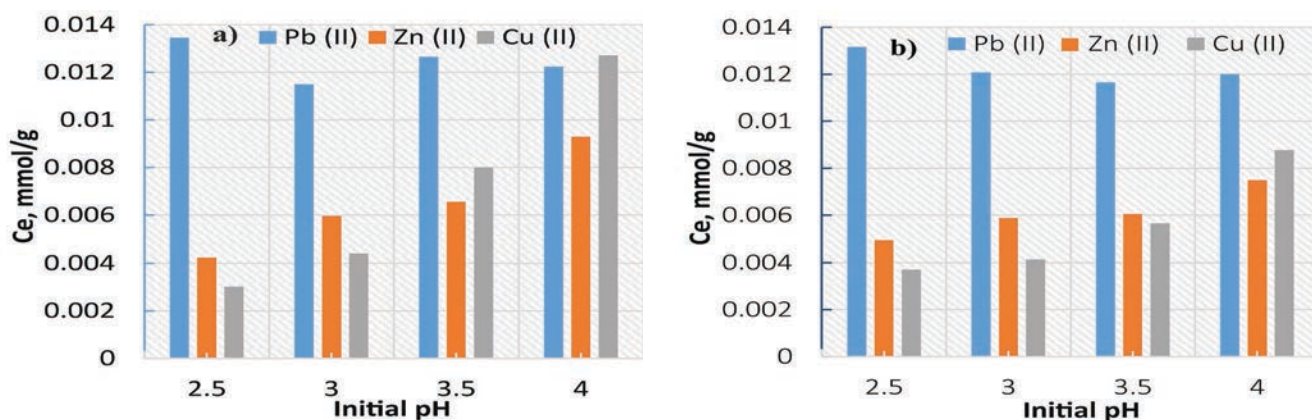 a) Pb (II) Zn (II) Cu (II)
0.014
0.012
0.01
0.008
0.006
0.004
0.002
0
Ce, mmol/g
2.5 3 3.5 4
Initial pH
b)
Pb (II) Zn (II) Cu (II)
0.014
0.012
0.01
0.008
0.006
0.004
0.002
0
Ce, mmol/g
2.5 3 3.5 4
Initial pH